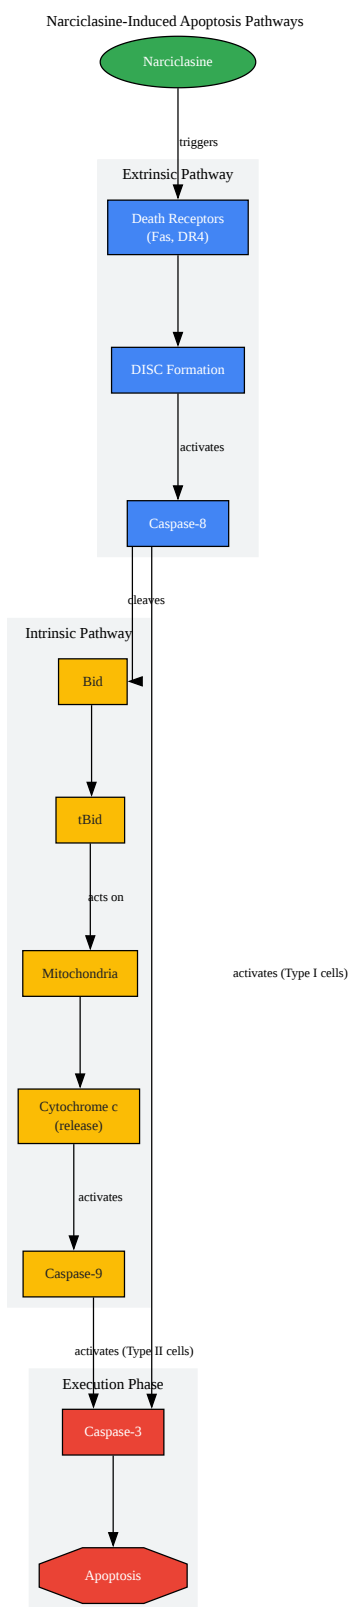 Narciclasine-Induced Apoptosis Pathways
Narciclasine
triggers
Extrinsic Pathway
Death Receptors
(Fas, DR4)
DISC Formation
activates
Caspase-8
cleaves
Intrinsic Pathway
Bid
tBid
acts on
Mitochondria
activates (Type I cells)
Cytochrome c
(release)
activates
Caspase-9
activates (Type II cells)
Execution Phase
Caspase-3
Apoptosis